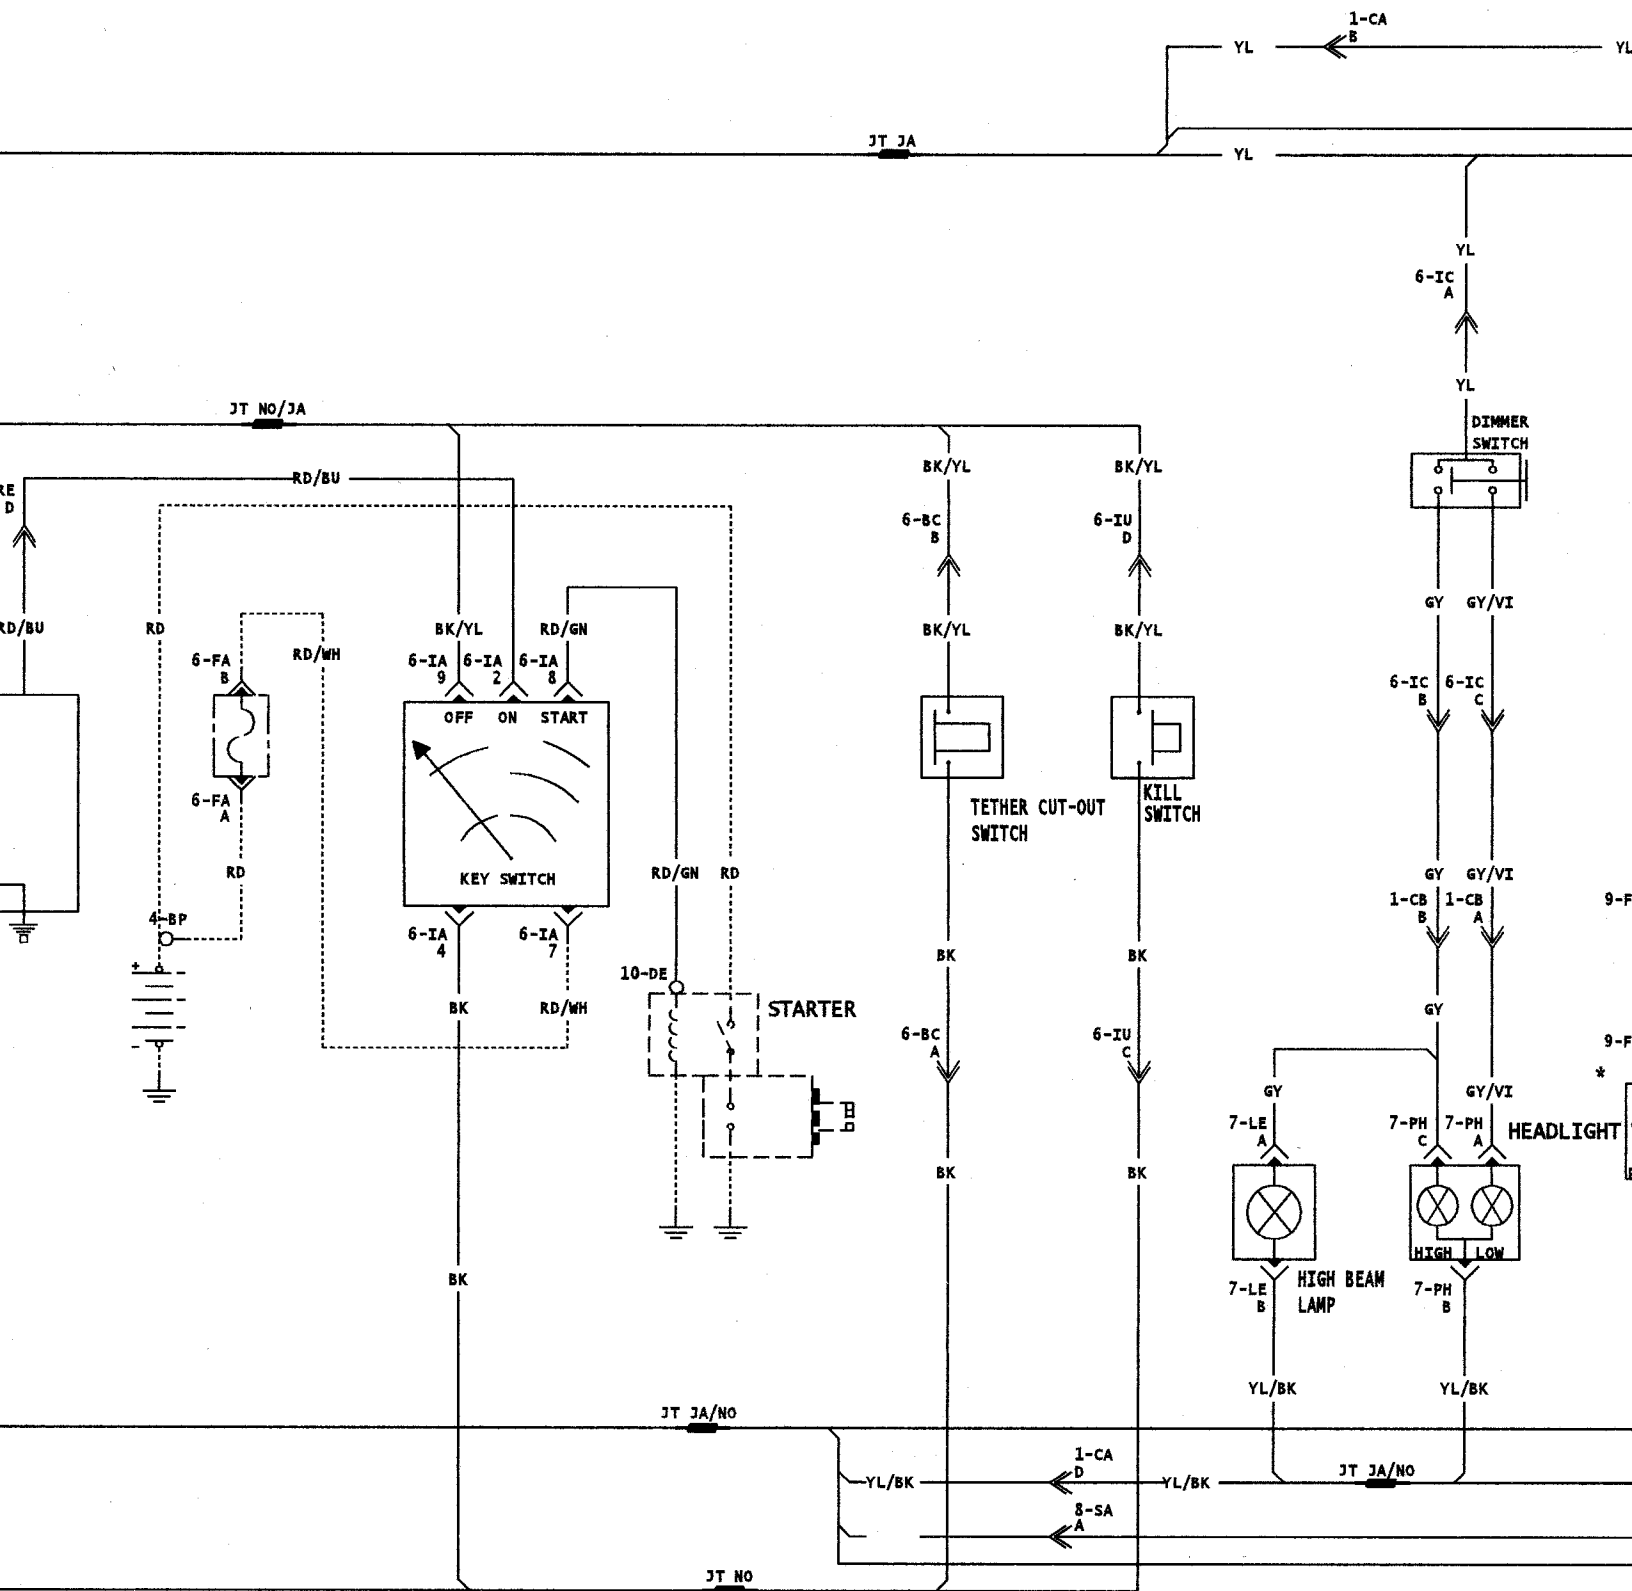 1-CA
B
YL
YL
JT JA
YL
YL
6-IC
A
YL
JT NO/JA
DIMMER
SWITCH
BK/YL
BK/YL
RD/BU
RE
D
6-BC
B
6-IU
D
GY
GY/VI
RD/BU
RD
BK/YL
RD/GN
BK/YL
BK/YL
RD/WH
6-FA
B
6-IA
9
6-IA
2
6-IA
8
6-IC
B
6-IC
C
OFF
ON
START
6-FA
A
TETHER CUT-OUT
SWITCH
KILL
SWITCH
RD
KEY SWITCH
RD/GN
RD
GY
GY/VI
1-CB
B
1-CB
A
9-F
4-BP
6-IA
4
6-IA
7
BK
BK
+
-
10-DE
BK
RD/WH
STARTER
GY
6-BC
A
6-IU
C
9-F
*
GY
GY/VI
7-LE
A
7-PH
C
7-PH
A
HEADLIGHT
BK
BK
HIGH
LOW
BK
7-LE
B
HIGH BEAM
LAMP
7-PH
B
YL/BK
YL/BK
JT JA/NO
1-CA
D
YL/BK
YL/BK
JT JA/NO
8-SA
A
JT NO